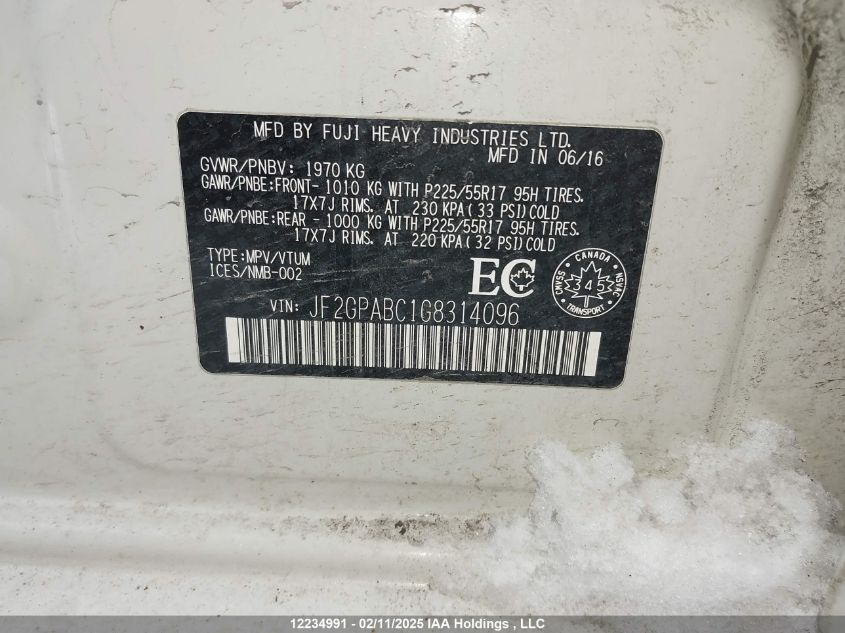 MFD BY FUJI HEAVY INDUSTRIES LTD.
MFD IN 06/16
GVWR/PNBV: 1970 KG
GAWR/PNBE:FRONT- 1010 KG WITH P225/55R17 95H TIRES.
17X7J RIMS. AT 230 KPA(33 PSI)COLD
GAWR/PNBE:REAR - 1000 KG WITH P225/55R17 95H TIRES.
17X7J RIMS. AT 220 KPA(32 PSI)COLD
TYPE:MPV/VTUM
ICES/NMB-002
EC
CANADA
CMVSS 345 NSVAC
TRANSPORT
VIN: JF2GPABC1G8314096
12234991 - 02/11/2025 IAA Holdings , LLC